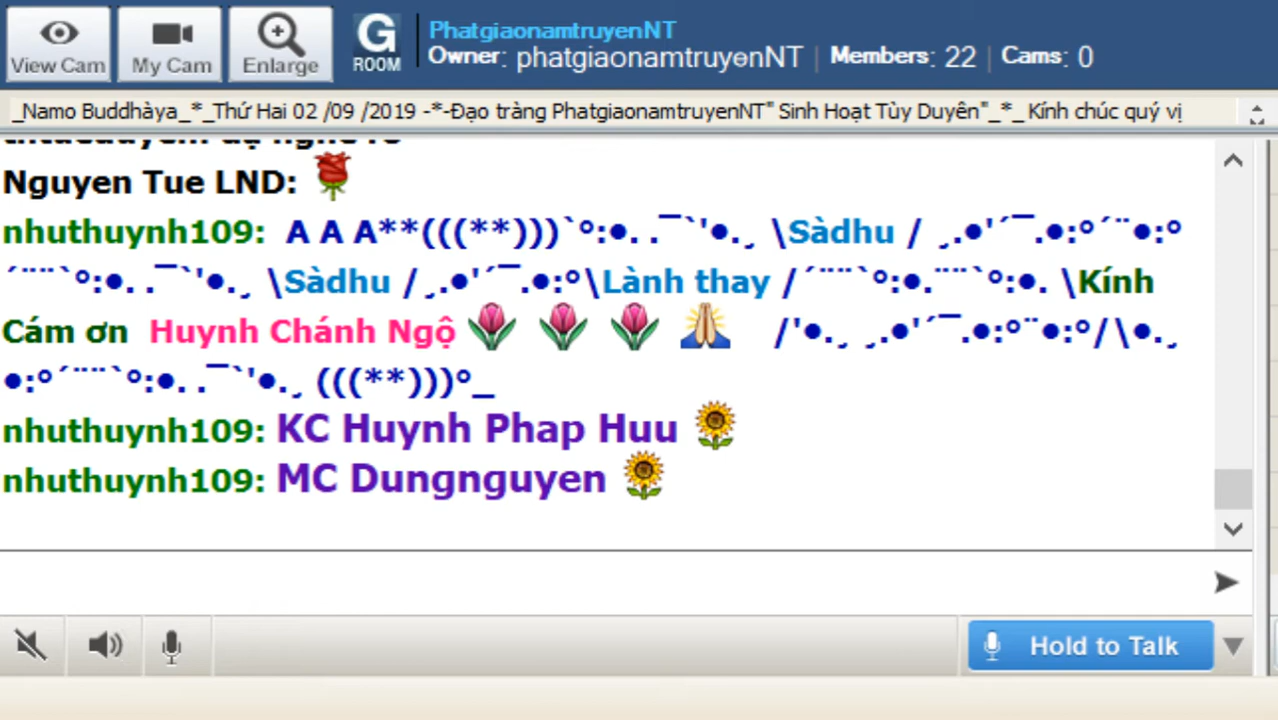 PhatgiaonamtruyenNT
View Cam My Cam Enlarge G ROOM Owner: phatgiaonamtruyenNT | Members: 22 | Cams: 0
_Namo Buddhàya_*_Thứ Hai 02 /09 /2019 -*-Đạo tràng PhatgiaonamtruyenNT" Sinh Hoạt Tùy Duyên"_*_ Kính chúc quý vị
Nguyen Tue LND:
nhuthuynh109: A A A**(((**)))`°:●. .¯`'●.¸ \Sàdhu / ¸.●'´¯.●:°´¨●:°
´¨¨`°:●. .¯`'●.¸ \Sàdhu /¸.●'´¯.●:°\Lành thay /´¨¨`°:●.¨¨`°:●. \Kính
Cám ơn Huynh Chánh Ngộ 🌷 🌷 🌷 🙏 /'●.¸ ¸.●'´¯.●:°¨●:°/\●.¸
●:°´¨¨`°:●. .¯`'●.¸ (((**)))°_
nhuthuynh109: KC Huynh Phap Huu 🌻
nhuthuynh109: MC Dungnguyen 🌻
Hold to Talk